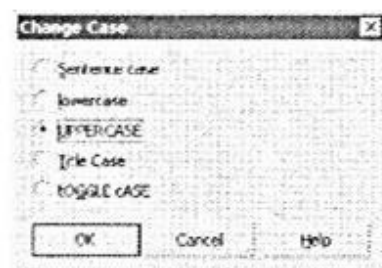 Change Case
Sentence case
lowercase
UPPERCASE
Title Case
tOGGLE cASE
OK
Cancel
Help